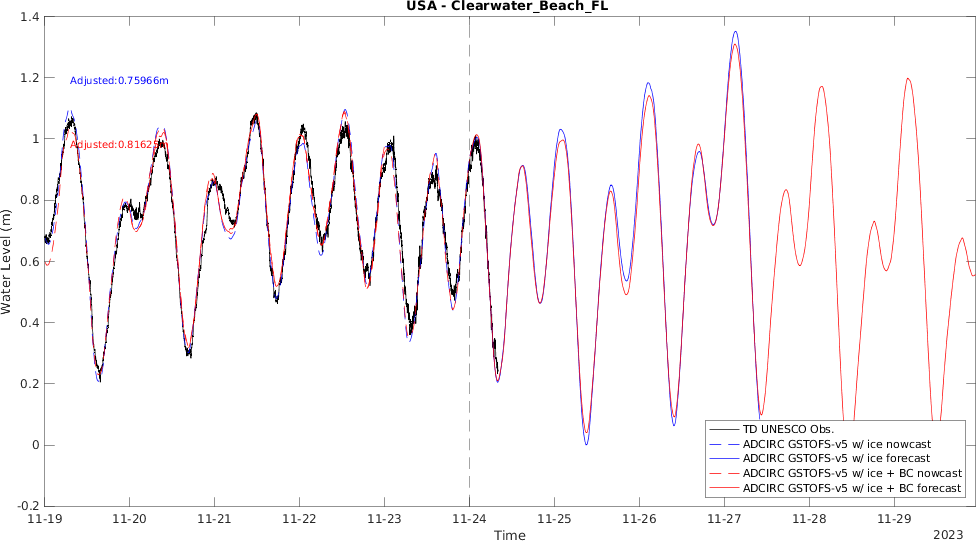 USA - Clearwater_Beach_FL
1.4
1.2
1
0.8
0.6
0.4
0.2
0
-0.2
Water Level (m)
Adjusted:0.75966m
Adjusted:0.8162
TD UNESCO Obs.
ADCIRC GSTOFS-v5 w/ ice nowcast
ADCIRC GSTOFS-v5 w/ ice forecast
ADCIRC GSTOFS-v5 w/ ice + BC nowcast
ADCIRC GSTOFS-v5 w/ ice + BC forecast
11-19 11-20 11-21 11-22 11-23 11-24 11-25 11-26 11-27 11-28 11-29
Time
2023